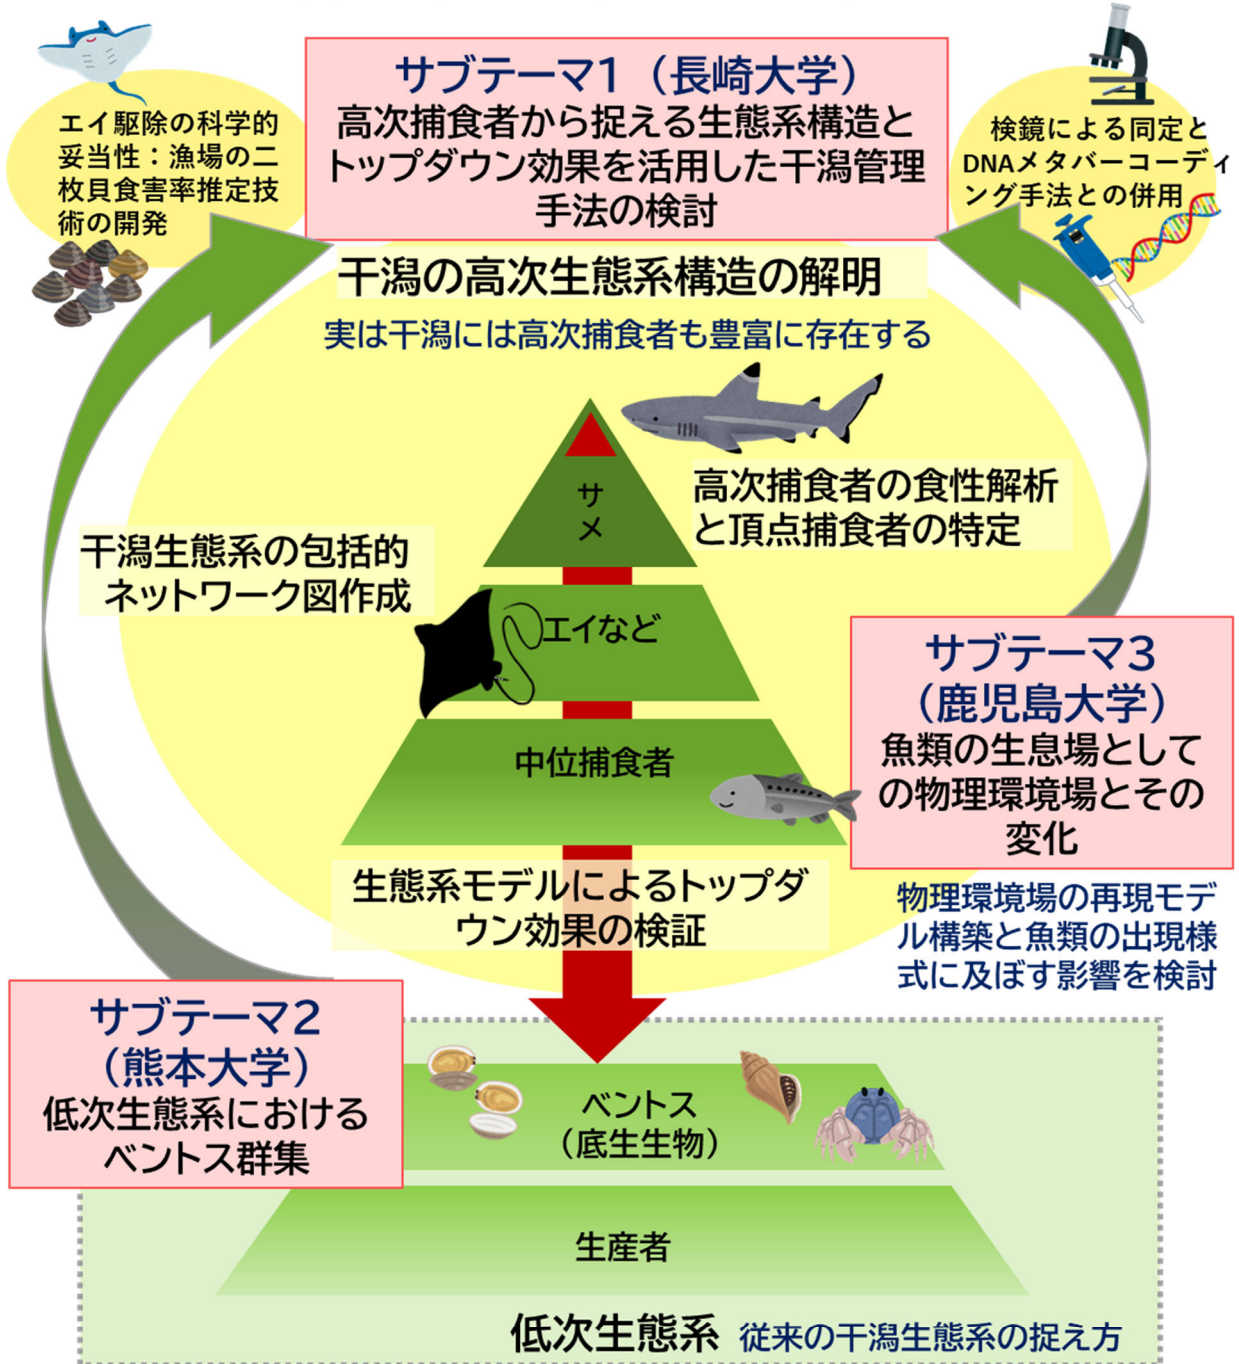 サブテーマ1（長崎大学）
高次捕食者から捉える生態系構造と
トップダウン効果を活用した干潟管理
手法の検討
エイ駆除の科学的
妥当性：漁場の二
枚貝食害率推定技
術の開発
検鏡による同定と
DNAメタバーコーディ
ング手法との併用
干潟の高次生態系構造の解明
実は干潟には高次捕食者も豊富に存在する
サ
メ
高次捕食者の食性解析
と頂点捕食者の特定
干潟生態系の包括的
ネットワーク図作成
エイなど
中位捕食者
サブテーマ3
（鹿児島大学）
魚類の生息場として
の物理環境場とその
変化
物理環境場の再現モデ
ル構築と魚類の出現様
式に及ぼす影響を検討
生態系モデルによるトップダ
ウン効果の検証
サブテーマ2
（熊本大学）
低次生態系における
ベントス群集
ベントス
（底生生物）
生産者
低次生態系 従来の干潟生態系の捉え方